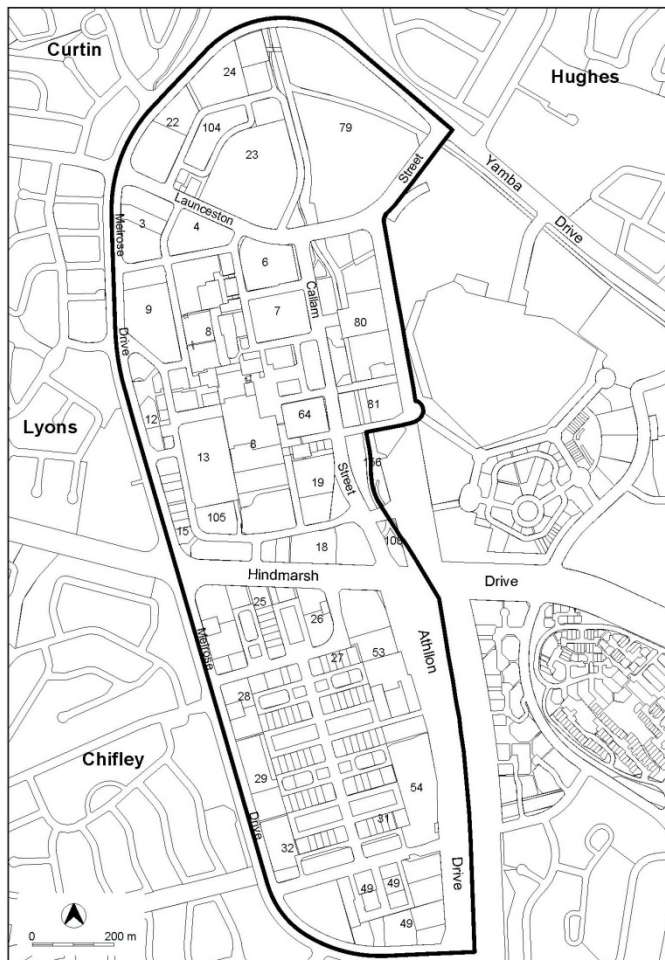 Curtin
Hughes
24
22
104
79
23
Street
Yamba
Drive
Launceston
Melrose
3
4
6
Callam
9
7
80
8
Drive
Lyons
12
64
81
13
8
156
19
Street
105
15
18
108
Hindmarsh
Drive
25
26
Melrose
Athllon
27
53
28
Chifley
29
54
Drive
31
32
49
49
Drive
49
0 200 m